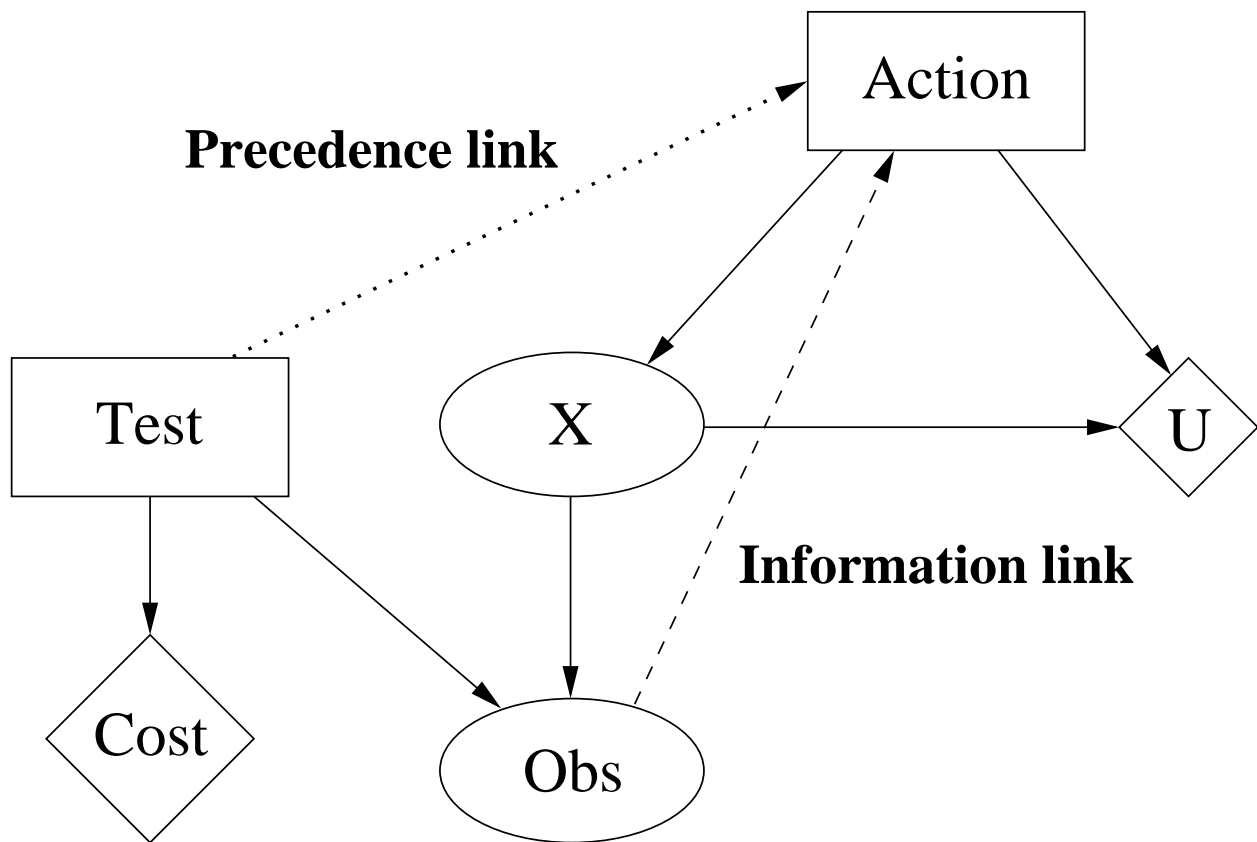 Action
Precedence link
Test
X
U
Information link
Cost
Obs